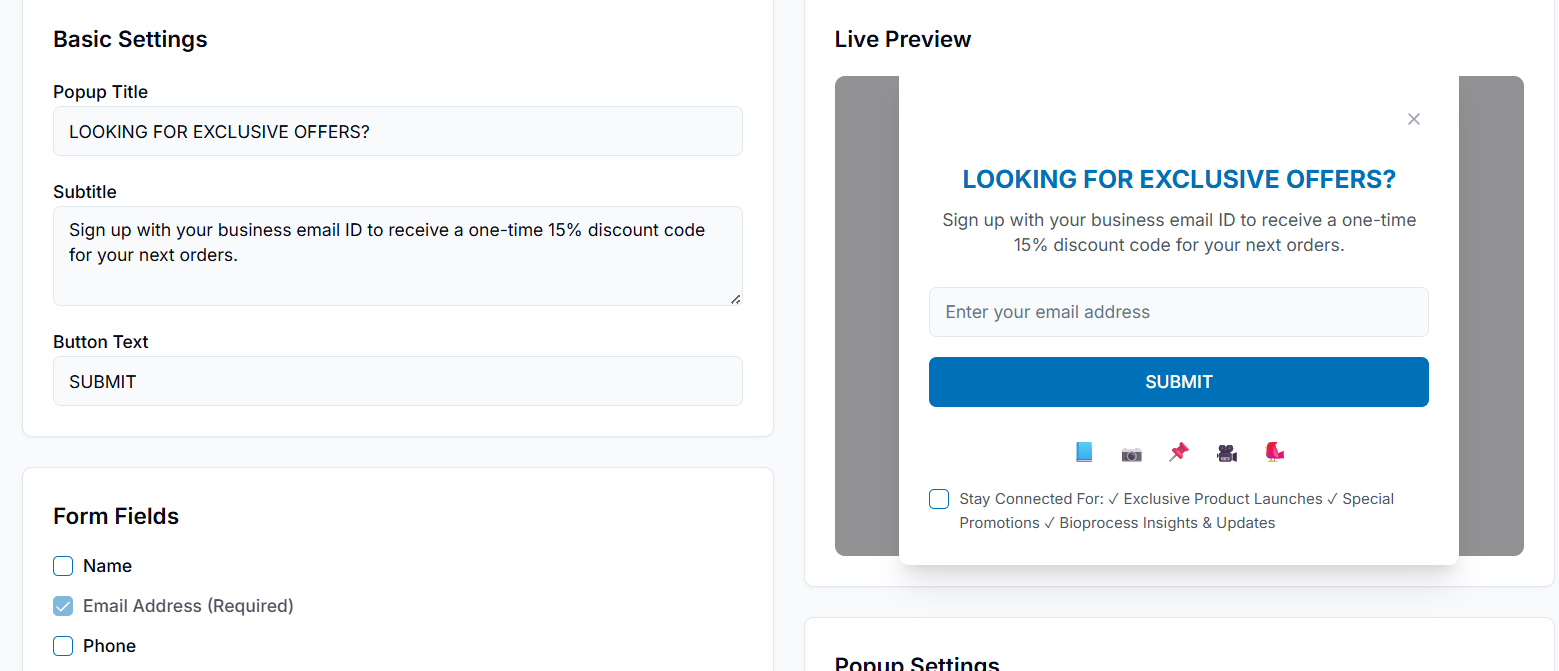 Basic Settings
Popup Title
LOOKING FOR EXCLUSIVE OFFERS?
Subtitle
Sign up with your business email ID to receive a one-time 15% discount code
for your next orders.
Button Text
SUBMIT
Form Fields
Name
Email Address (Required)
Phone
Live Preview
LOOKING FOR EXCLUSIVE OFFERS?
Sign up with your business email ID to receive a one-time
15% discount code for your next orders.
Enter your email address
SUBMIT
Stay Connected For: ✓ Exclusive Product Launches ✓ Special
Promotions ✓ Bioprocess Insights & Updates
Popup Settings